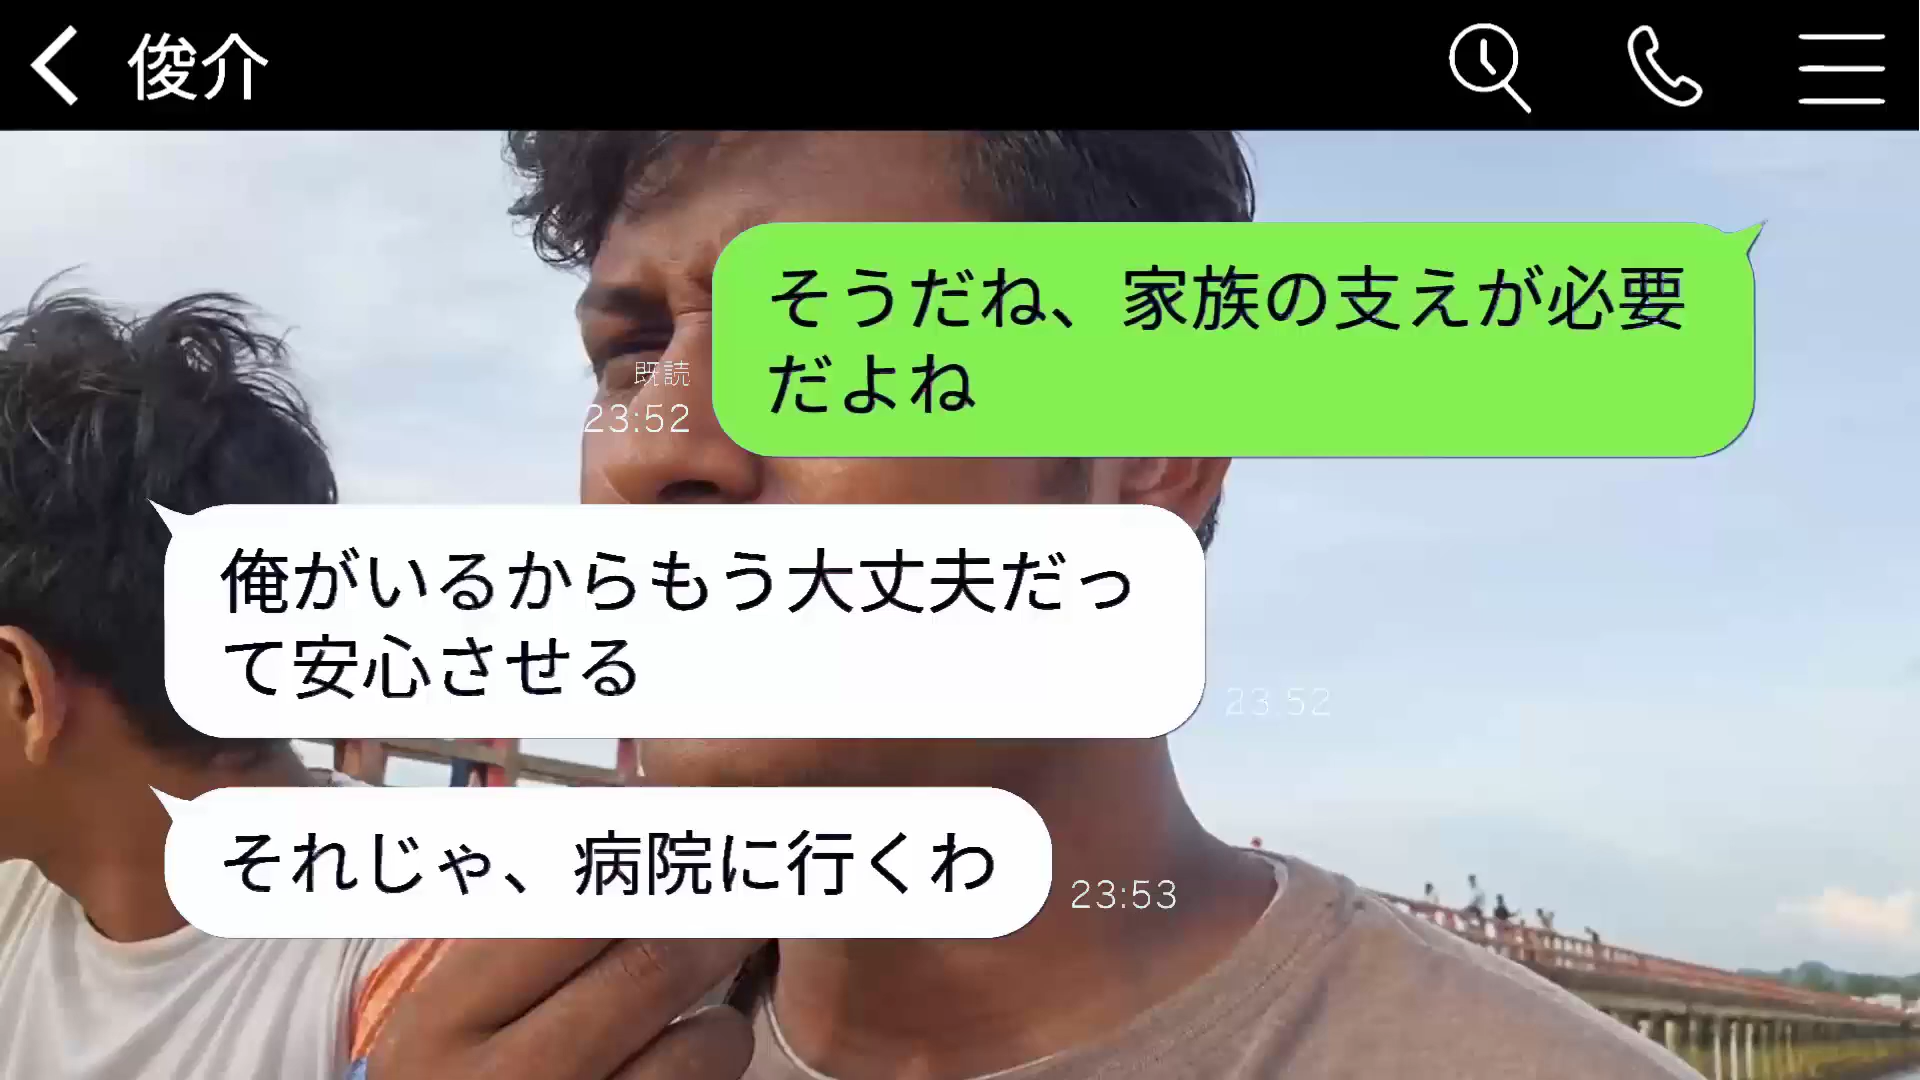 俊介
そうだね、家族の支えが必要
だよね
既読
23:52
俺がいるからもう大丈夫だっ
て安心させる
23:52
それじゃ、病院に行くわ
23:53